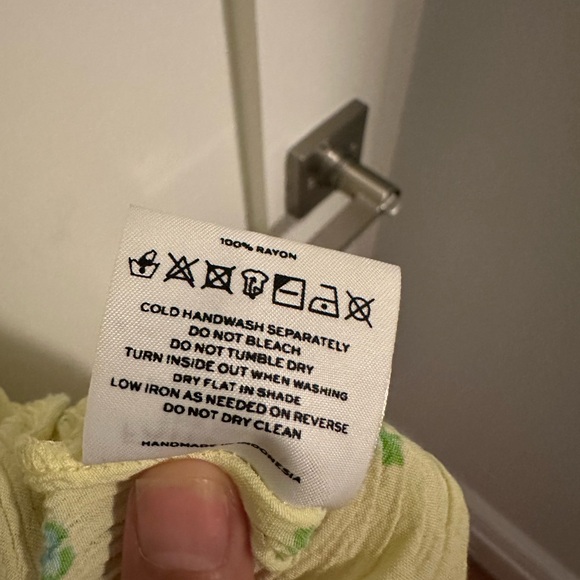 100% RAYON
COLD HANDWASH SEPARATELY
DO NOT BLEACH
DO NOT TUMBLE DRY
TURN INSIDE OUT WHEN WASHING
DRY FLAT IN SHADE
LOW IRON AS NEEDED ON REVERSE
DO NOT DRY CLEAN
HANDMADE INDONESIA